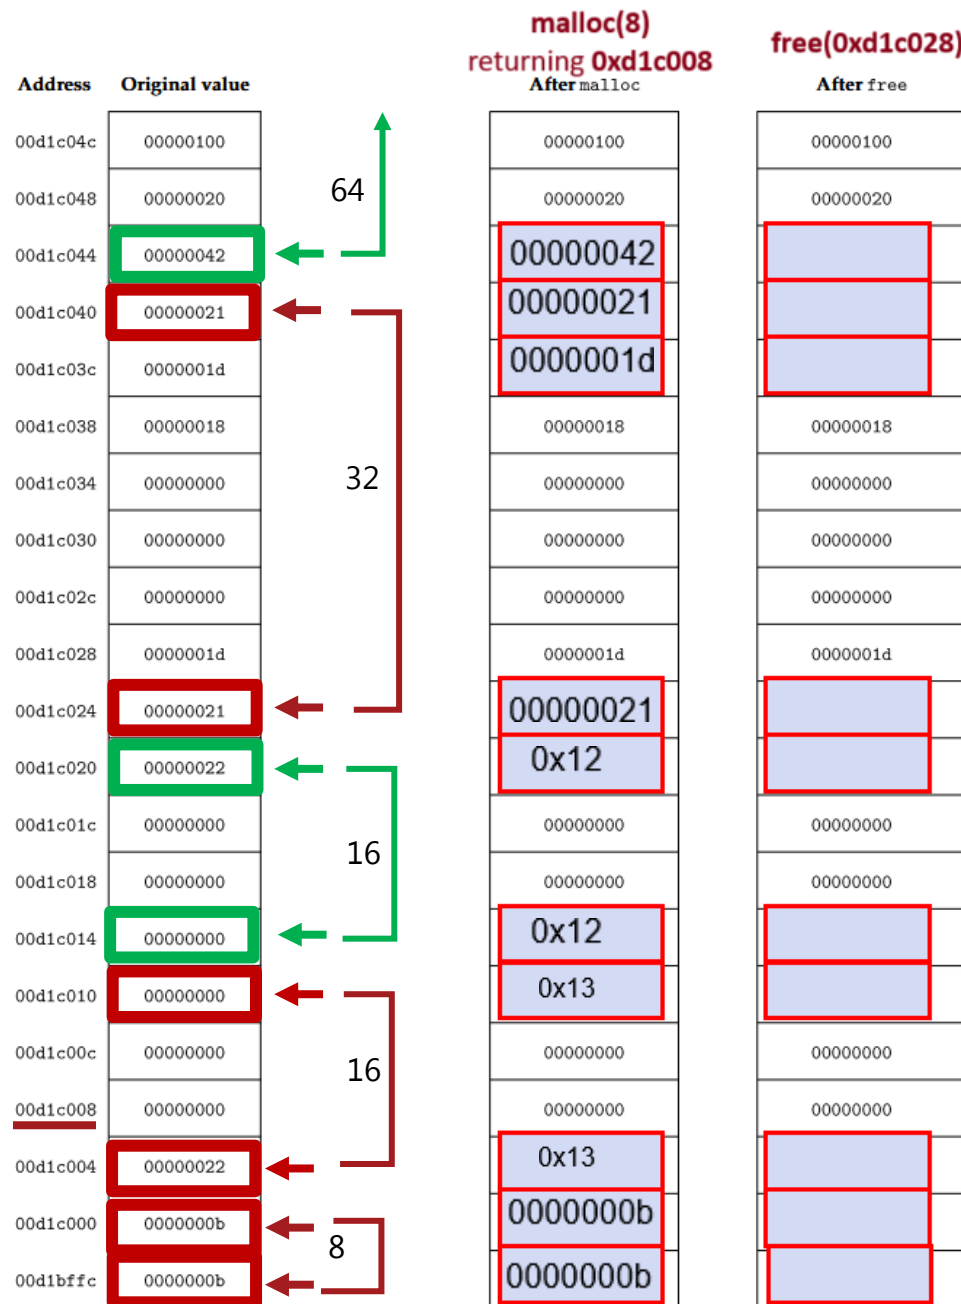 malloc(8)
returning 0xd1c008
free(0xd1c028)
Address Original value After malloc After free
00d1c04c 00000100 00000100 00000100
00d1c048 00000020 64 00000020 00000020
00d1c044 00000042 00000042
00d1c040 00000021 00000021
00d1c03c 0000001d 0000001d
00d1c038 00000018 00000018 00000018
00d1c034 00000000 32 00000000 00000000
00d1c030 00000000 00000000 00000000
00d1c02c 00000000 00000000 00000000
00d1c028 0000001d 0000001d 0000001d
00d1c024 00000021 00000021
00d1c020 00000022 0x12
00d1c01c 00000000 16 00000000 00000000
00d1c018 00000000 00000000 00000000
00d1c014 00000000 0x12
00d1c010 00000000 0x13
00d1c00c 00000000 16 00000000 00000000
00d1c008 00000000 00000000 00000000
00d1c004 00000022 0x13
00d1c000 0000000b 8 0000000b
00d1bffc 0000000b 0000000b